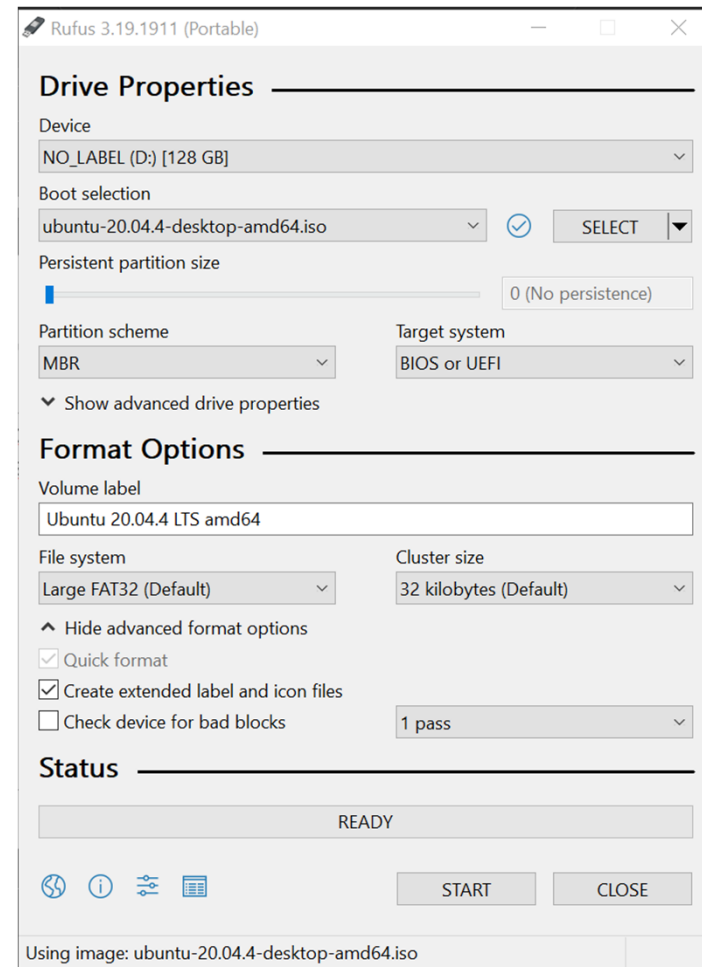 Rufus 3.19.1911 (Portable)
Drive Properties
Device
NO_LABEL (D:) [128 GB]
Boot selection
ubuntu-20.04.4-desktop-amd64.iso
SELECT
Persistent partition size
0 (No persistence)
Partition scheme
Target system
MBR
BIOS or UEFI
Show advanced drive properties
Format Options
Volume label
Ubuntu 20.04.4 LTS amd64
File system
Cluster size
Large FAT32 (Default)
32 kilobytes (Default)
Hide advanced format options
Quick format
Create extended label and icon files
Check device for bad blocks
1 pass
Status
READY
START
CLOSE
Using image: ubuntu-20.04.4-desktop-amd64.iso